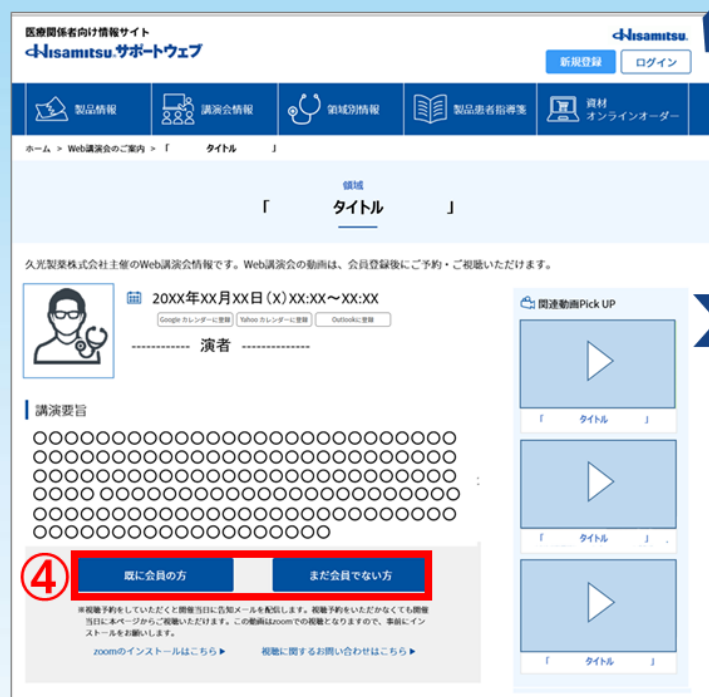 医療関係者向け情報サイト
Hisamitsu.サポートウェブ
Hisamitsu.
新規登録 ログイン
製品情報 講演会情報 領域別情報 製品患者指導箋 資材
オンラインオーダー
ホーム > Web講演会のご案内 > 「 タイトル 」
領域
「 タイトル 」
久光製薬株式会社主催のWeb講演会情報です。Web講演会の動画は、会員登録後にご予約・ご視聴いただけます。
20XX年XX月XX日(X)XX:XX～XX:XX
Google カレンダーに登録 Yahoo カレンダーに登録 Outlookに登録
------------ 演者 --------------
講演要旨
〇〇〇〇〇〇〇〇〇〇〇〇〇〇〇〇〇〇〇〇〇〇〇〇〇〇〇
〇〇〇〇〇〇〇〇〇〇〇〇〇〇〇〇〇〇〇〇〇〇〇〇〇〇〇
〇〇〇〇〇〇〇〇〇〇〇〇〇〇〇〇〇〇〇〇〇〇〇〇〇〇〇
〇〇〇〇 〇〇〇〇〇〇〇〇〇〇〇〇〇〇〇〇〇〇〇〇〇〇〇
〇〇〇〇〇〇〇〇〇〇〇〇〇〇〇〇〇〇〇〇〇〇〇〇〇〇〇
〇〇〇〇〇〇〇〇〇〇〇〇〇〇〇〇〇〇〇
④
既に会員の方 まだ会員でない方
※視聴予約をしていただくと開催当日に告知メールを配信します。視聴予約をいただかなくても開催
当日に本ページからご視聴いただけます。この動画はzoomでの視聴となりますので、事前にイン
ストールをお願いします。
zoomのインストールはこちら▶ 視聴に関するお問い合わせはこちら▶
関連動画Pick UP
「 タイトル 」
「 タイトル 」
「 タイトル 」